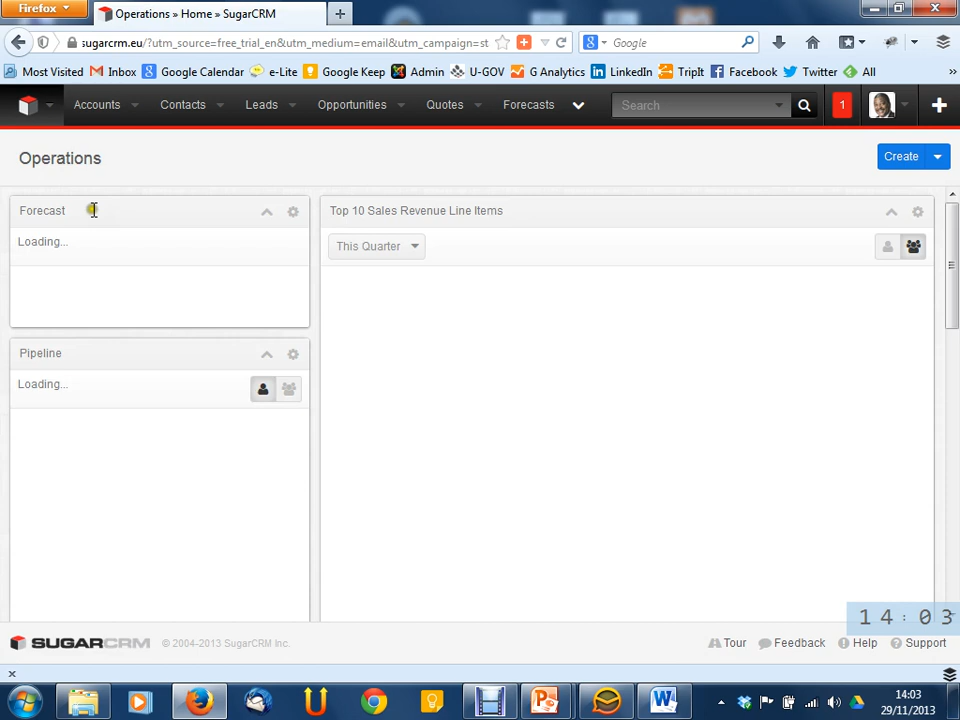 Firefox
Operations » Home » SugarCRM
sugarcrm.eu/?utm_source=free_trial_en&utm_medium=email&utm_campaign=st
Google
Most Visited Inbox Google Calendar e-Lite Google Keep Admin U-GOV G Analytics LinkedIn TripIt Facebook Twitter All
Accounts Contacts Leads Opportunities Quotes Forecasts Search 1
Operations Create
Forecast Top 10 Sales Revenue Line Items
Loading... This Quarter
Pipeline
Loading...
14:03
SUGARCRM © 2004-2013 SugarCRM Inc. Tour Feedback Help Support
14:03
29/11/2013